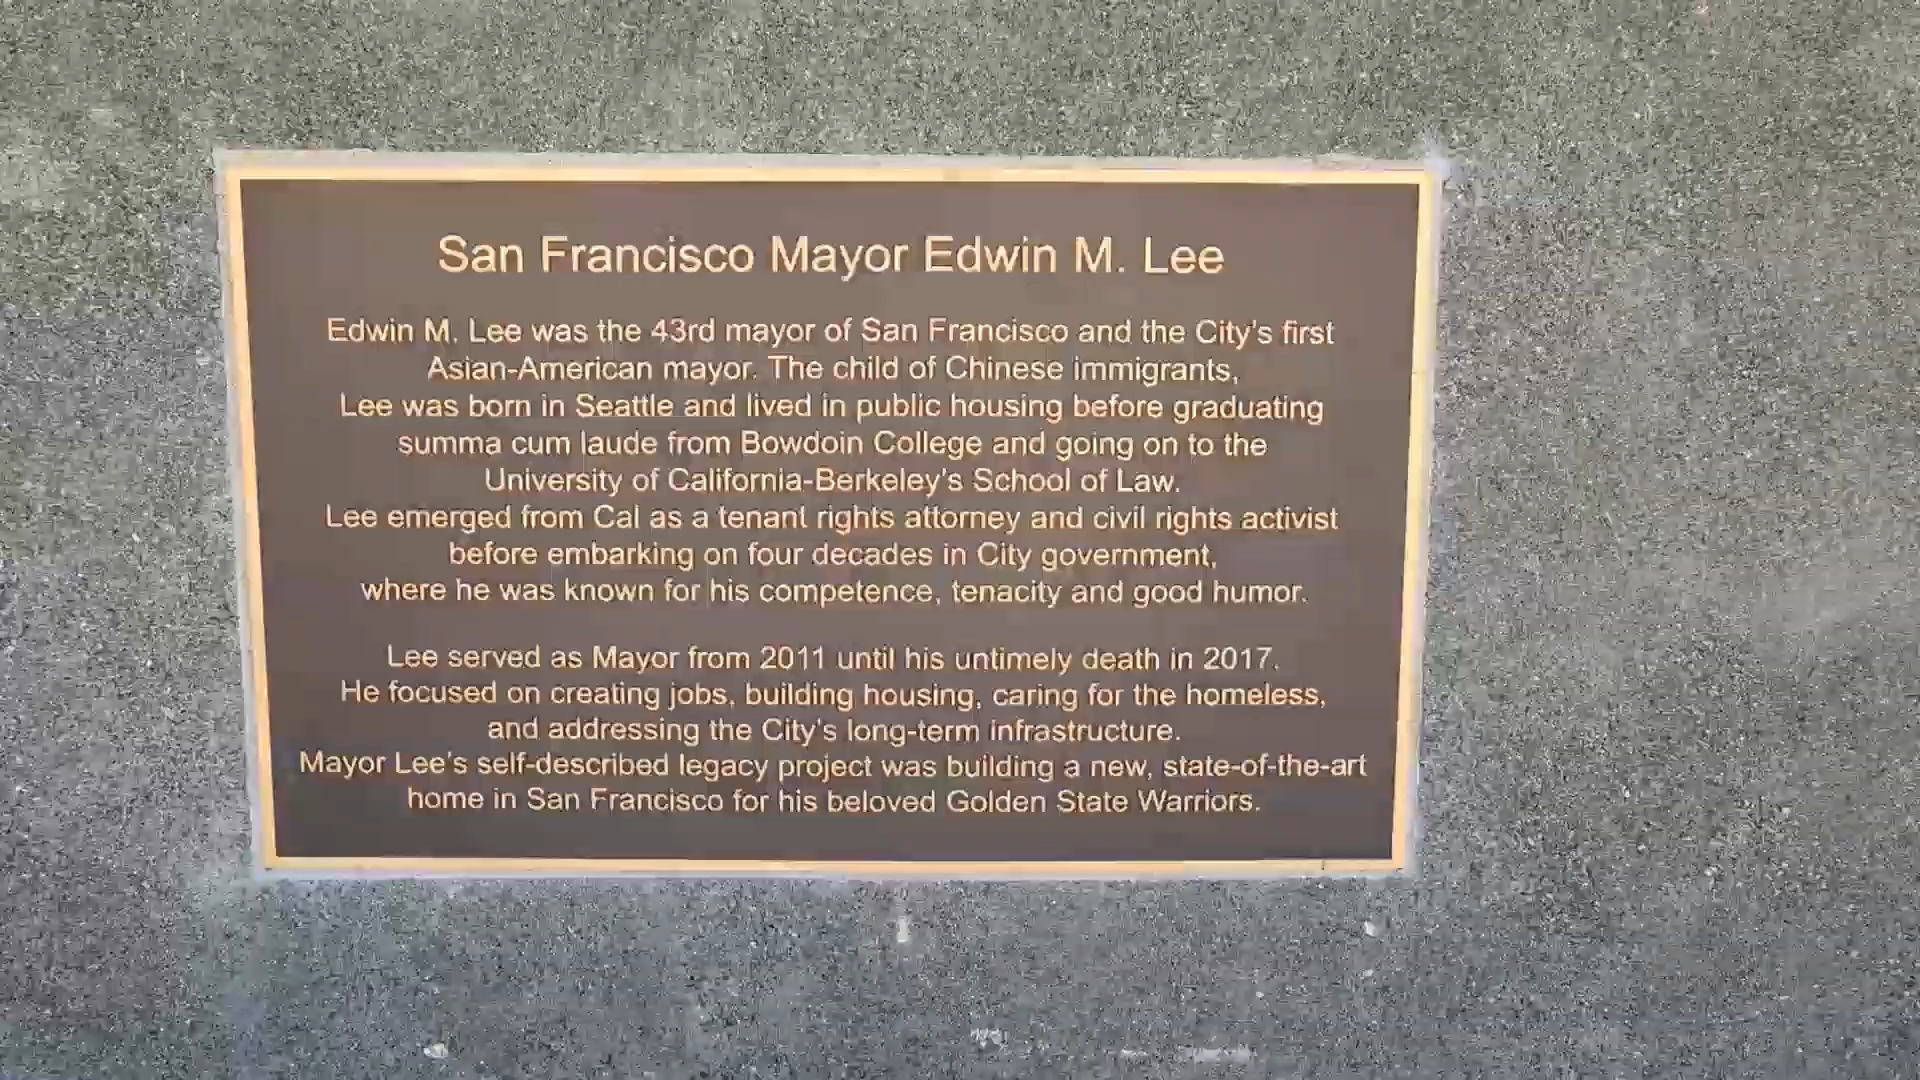 San Francisco Mayor Edwin M. Lee
Edwin M. Lee was the 43rd mayor of San Francisco and the City's first
Asian-American mayor. The child of Chinese immigrants,
Lee was born in Seattle and lived in public housing before graduating
summa cum laude from Bowdoin College and going on to the
University of California-Berkeley's School of Law.
Lee emerged from Cal as a tenant rights attorney and civil rights activist
before embarking on four decades in City government,
where he was known for his competence, tenacity and good humor.
Lee served as Mayor from 2011 until his untimely death in 2017.
He focused on creating jobs, building housing, caring for the homeless,
and addressing the City's long-term infrastructure.
Mayor Lee's self-described legacy project was building a new, state-of-the-art
home in San Francisco for his beloved Golden State Warriors.